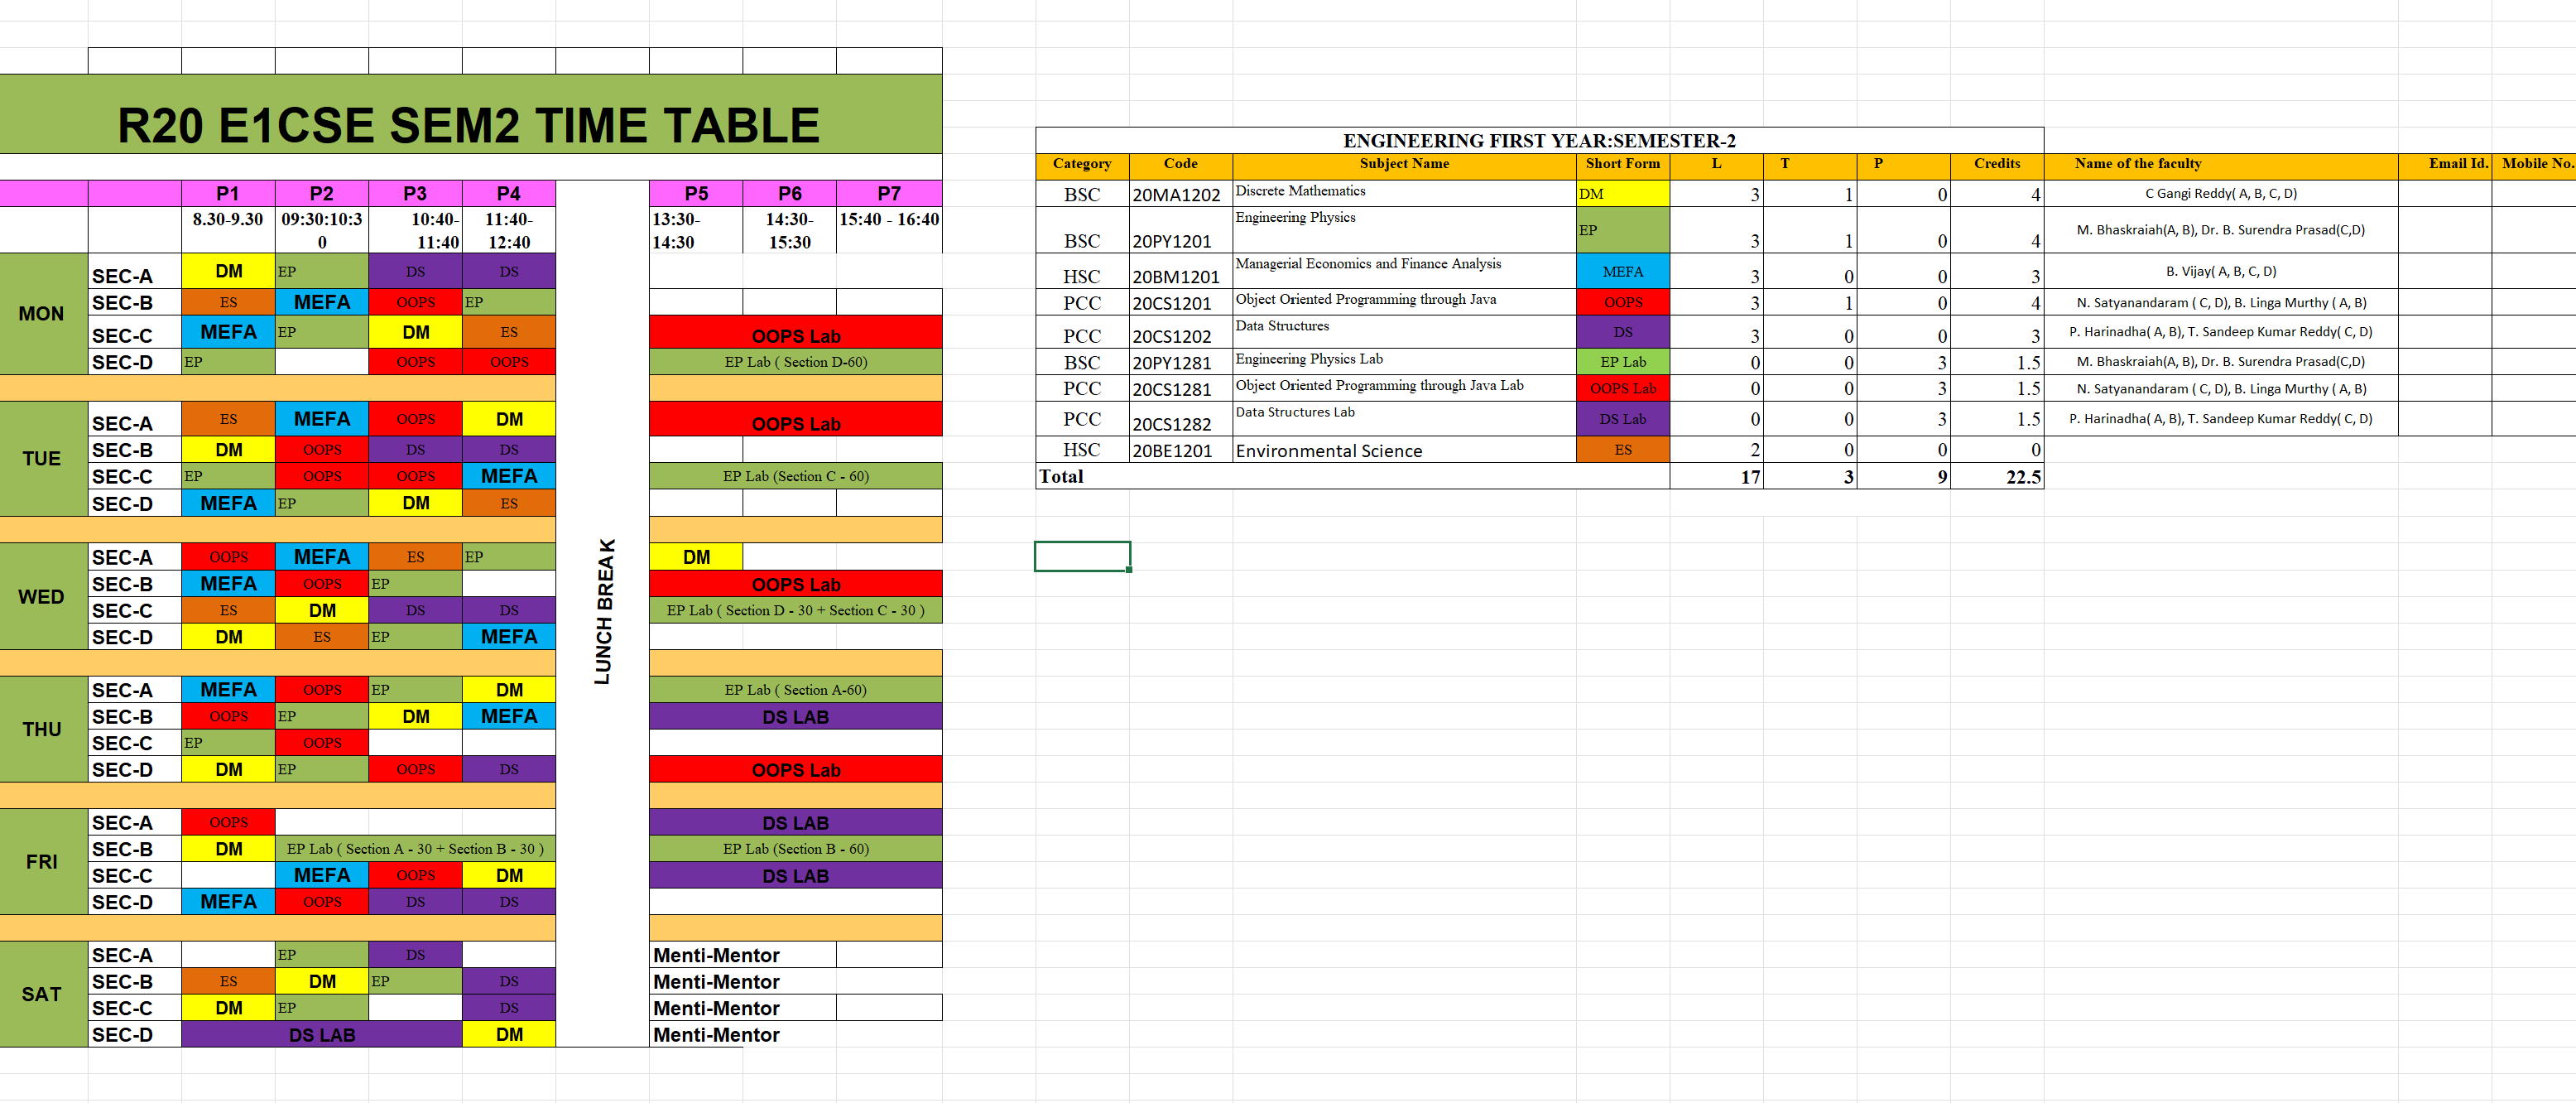 R20 E1CSE SEM2 TIME TABLE
P1 P2 P3 P4 P5 P6 P7
8.30-9.30 09:30:10:30 10:40-11:40 11:40-12:40 13:30-14:30 14:30-15:30 15:40 - 16:40
LUNCH BREAK
MON
SEC-A DM EP DS DS
SEC-B ES MEFA OOPS EP
SEC-C MEFA EP DM ES OOPS Lab
SEC-D EP OOPS OOPS EP Lab ( Section D-60)
TUE
SEC-A ES MEFA OOPS DM OOPS Lab
SEC-B DM OOPS DS DS
SEC-C EP OOPS OOPS MEFA EP Lab (Section C - 60)
SEC-D MEFA EP DM ES
WED
SEC-A OOPS MEFA ES EP DM
SEC-B MEFA OOPS EP OOPS Lab
SEC-C ES DM DS DS EP Lab ( Section D - 30 + Section C - 30 )
SEC-D DM ES EP MEFA
THU
SEC-A MEFA OOPS EP DM EP Lab ( Section A-60)
SEC-B OOPS EP DM MEFA DS LAB
SEC-C EP OOPS
SEC-D DM EP OOPS DS OOPS Lab
FRI
SEC-A OOPS DS LAB
SEC-B DM EP Lab ( Section A - 30 + Section B - 30 ) EP Lab (Section B - 60)
SEC-C MEFA OOPS DM DS LAB
SEC-D MEFA OOPS DS DS
SAT
SEC-A EP DS Menti-Mentor
SEC-B ES DM EP DS Menti-Mentor
SEC-C DM EP DS Menti-Mentor
SEC-D DS LAB DM Menti-Mentor
ENGINEERING FIRST YEAR:SEMESTER-2
Category Code Subject Name Short Form L T P Credits Name of the faculty Email Id. Mobile No.
BSC 20MA1202 Discrete Mathematics DM 3 1 0 4 C Gangi Reddy( A, B, C, D)
BSC 20PY1201 Engineering Physics EP 3 1 0 4 M. Bhaskraiah(A, B), Dr. B. Surendra Prasad(C,D)
HSC 20BM1201 Managerial Economics and Finance Analysis MEFA 3 0 0 3 B. Vijay( A, B, C, D)
PCC 20CS1201 Object Oriented Programming through Java OOPS 3 1 0 4 N. Satyanandaram ( C, D), B. Linga Murthy ( A, B)
PCC 20CS1202 Data Structures DS 3 0 0 3 P. Harinadha( A, B), T. Sandeep Kumar Reddy( C, D)
BSC 20PY1281 Engineering Physics Lab EP Lab 0 0 3 1.5 M. Bhaskraiah(A, B), Dr. B. Surendra Prasad(C,D)
PCC 20CS1281 Object Oriented Programming through Java Lab OOPS Lab 0 0 3 1.5 N. Satyanandaram ( C, D), B. Linga Murthy ( A, B)
PCC 20CS1282 Data Structures Lab DS Lab 0 0 3 1.5 P. Harinadha( A, B), T. Sandeep Kumar Reddy( C, D)
HSC 20BE1201 Environmental Science ES 2 0 0 0
Total 17 3 9 22.5